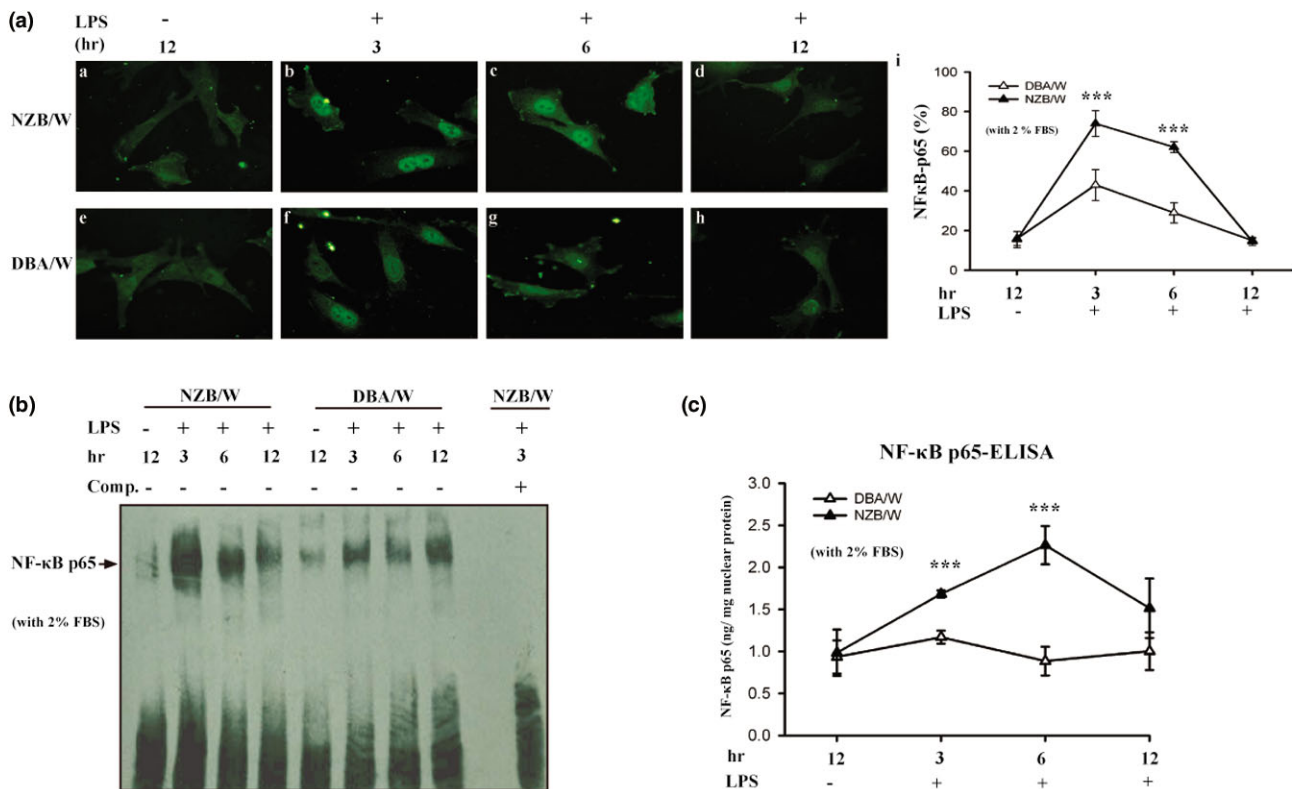 (a)
LPS - + + +
(hr) 12 3 6 12
NZB/W
a b c d
DBA/W
e f g h
i
DBA/W
NZB/W
(with 2 % FBS)
*** ***
NFκB-p65 (%)
100
80
60
40
20
0
hr 12 3 6 12
LPS - + + +
(b)
NZB/W DBA/W NZB/W
LPS - + + + - + + + +
hr 12 3 6 12 12 3 6 12 3
Comp. - - - - - - - - +
NF-κB p65
(with 2% FBS)
(c)
NF-κB p65-ELISA
DBA/W
NZB/W
(with 2% FBS)
*** ***
NF-κB p65 (ng/ mg nuclear protein)
3.0
2.5
2.0
1.5
1.0
0.5
0.0
hr 12 3 6 12
LPS - + + +